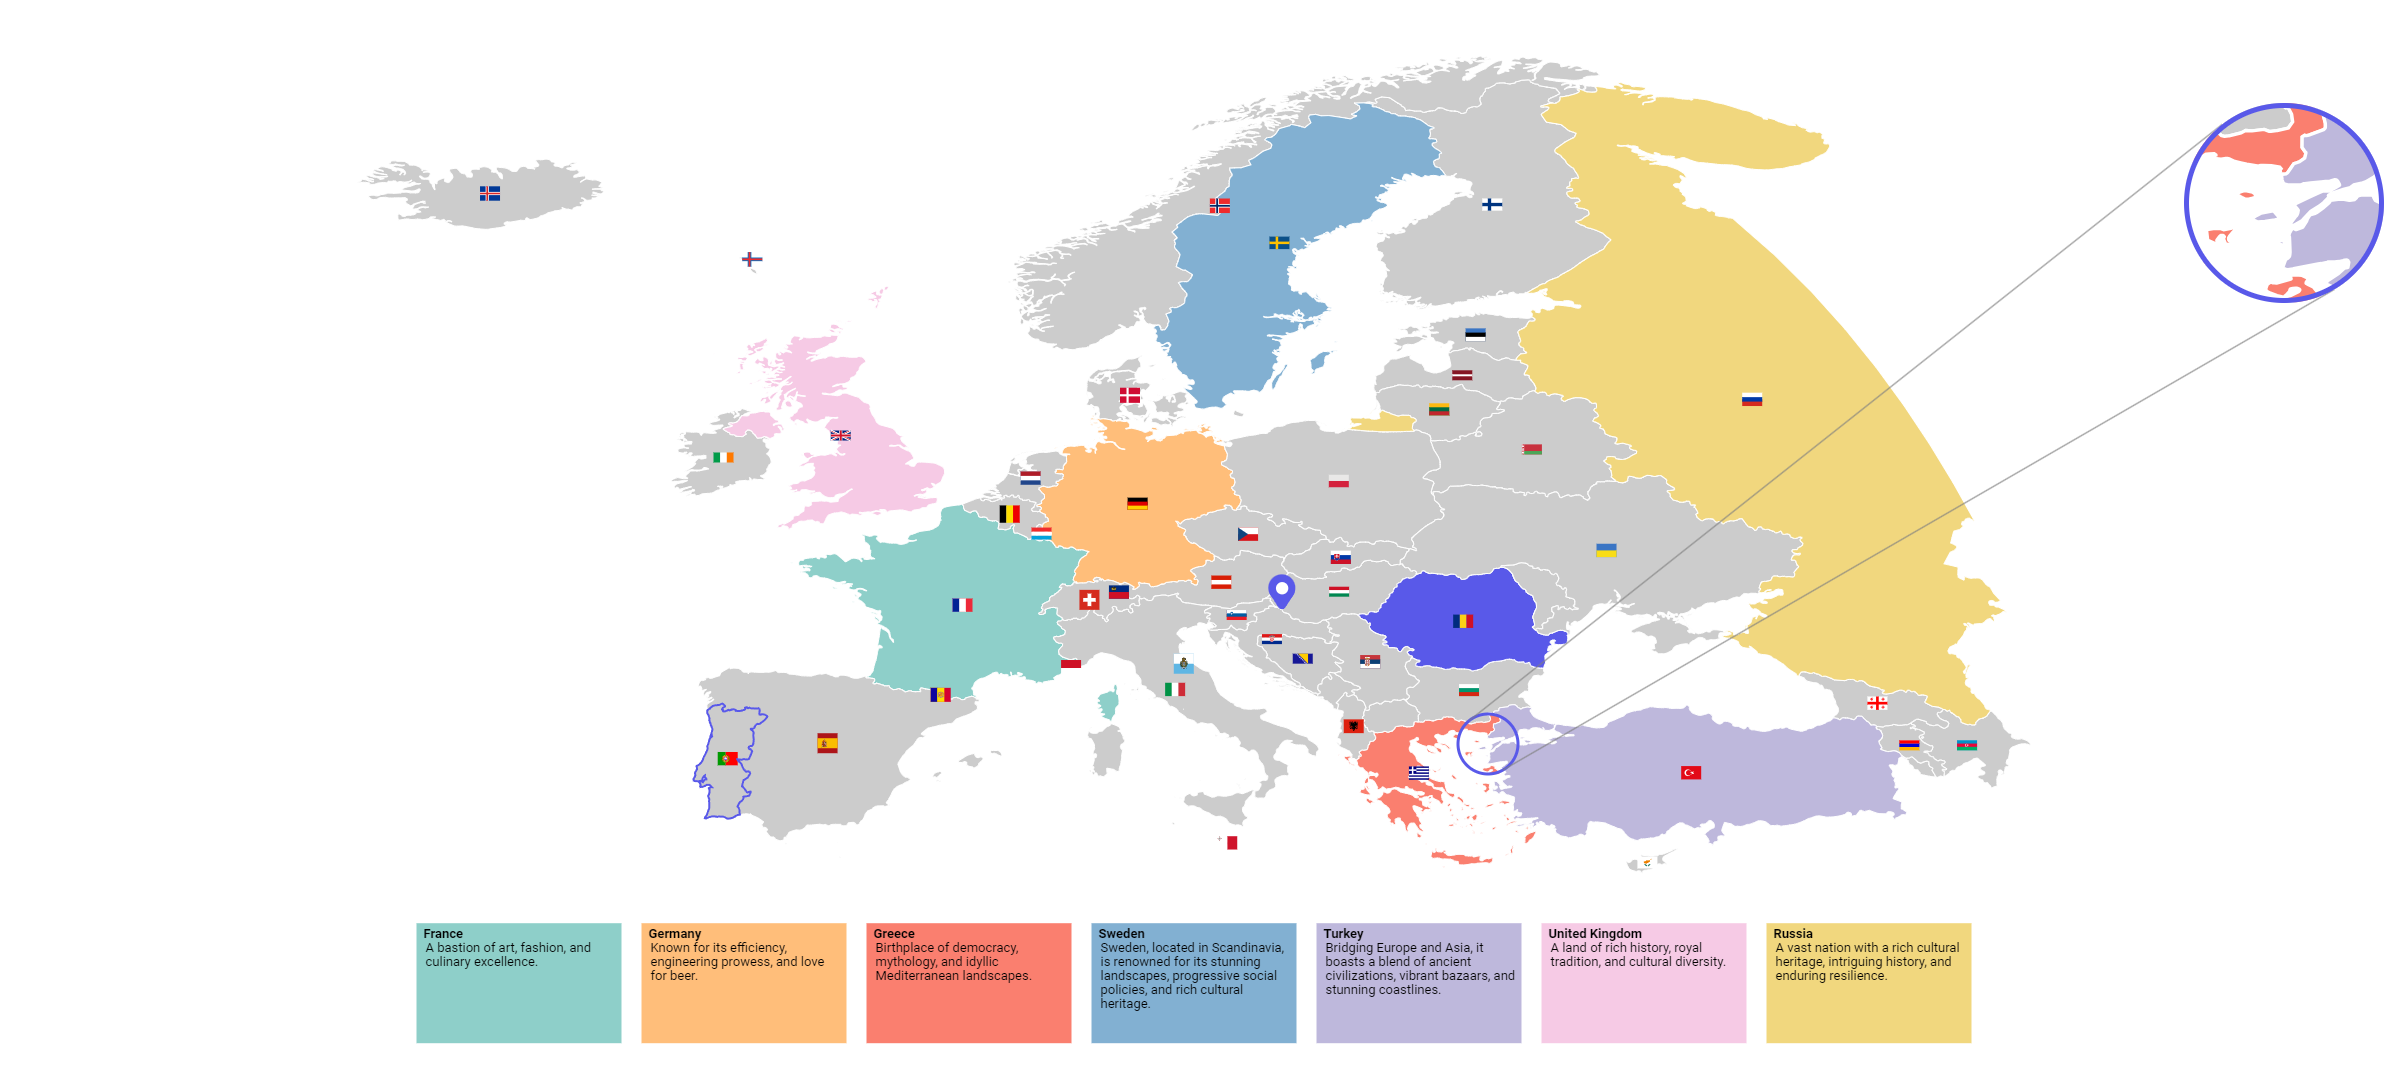 France
A bastion of art, fashion, and
culinary excellence.
Germany
Known for its efficiency,
engineering prowess, and love
for beer.
Greece
Birthplace of democracy,
mythology, and idyllic
Mediterranean landscapes.
Sweden
Sweden, located in Scandinavia,
is renowned for its stunning
landscapes, progressive social
policies, and rich cultural
heritage.
Turkey
Bridging Europe and Asia, it
boasts a blend of ancient
civilizations, vibrant bazaars, and
stunning coastlines.
United Kingdom
A land of rich history, royal
tradition, and cultural diversity.
Russia
A vast nation with a rich cultural
heritage, intriguing history, and
enduring resilience.